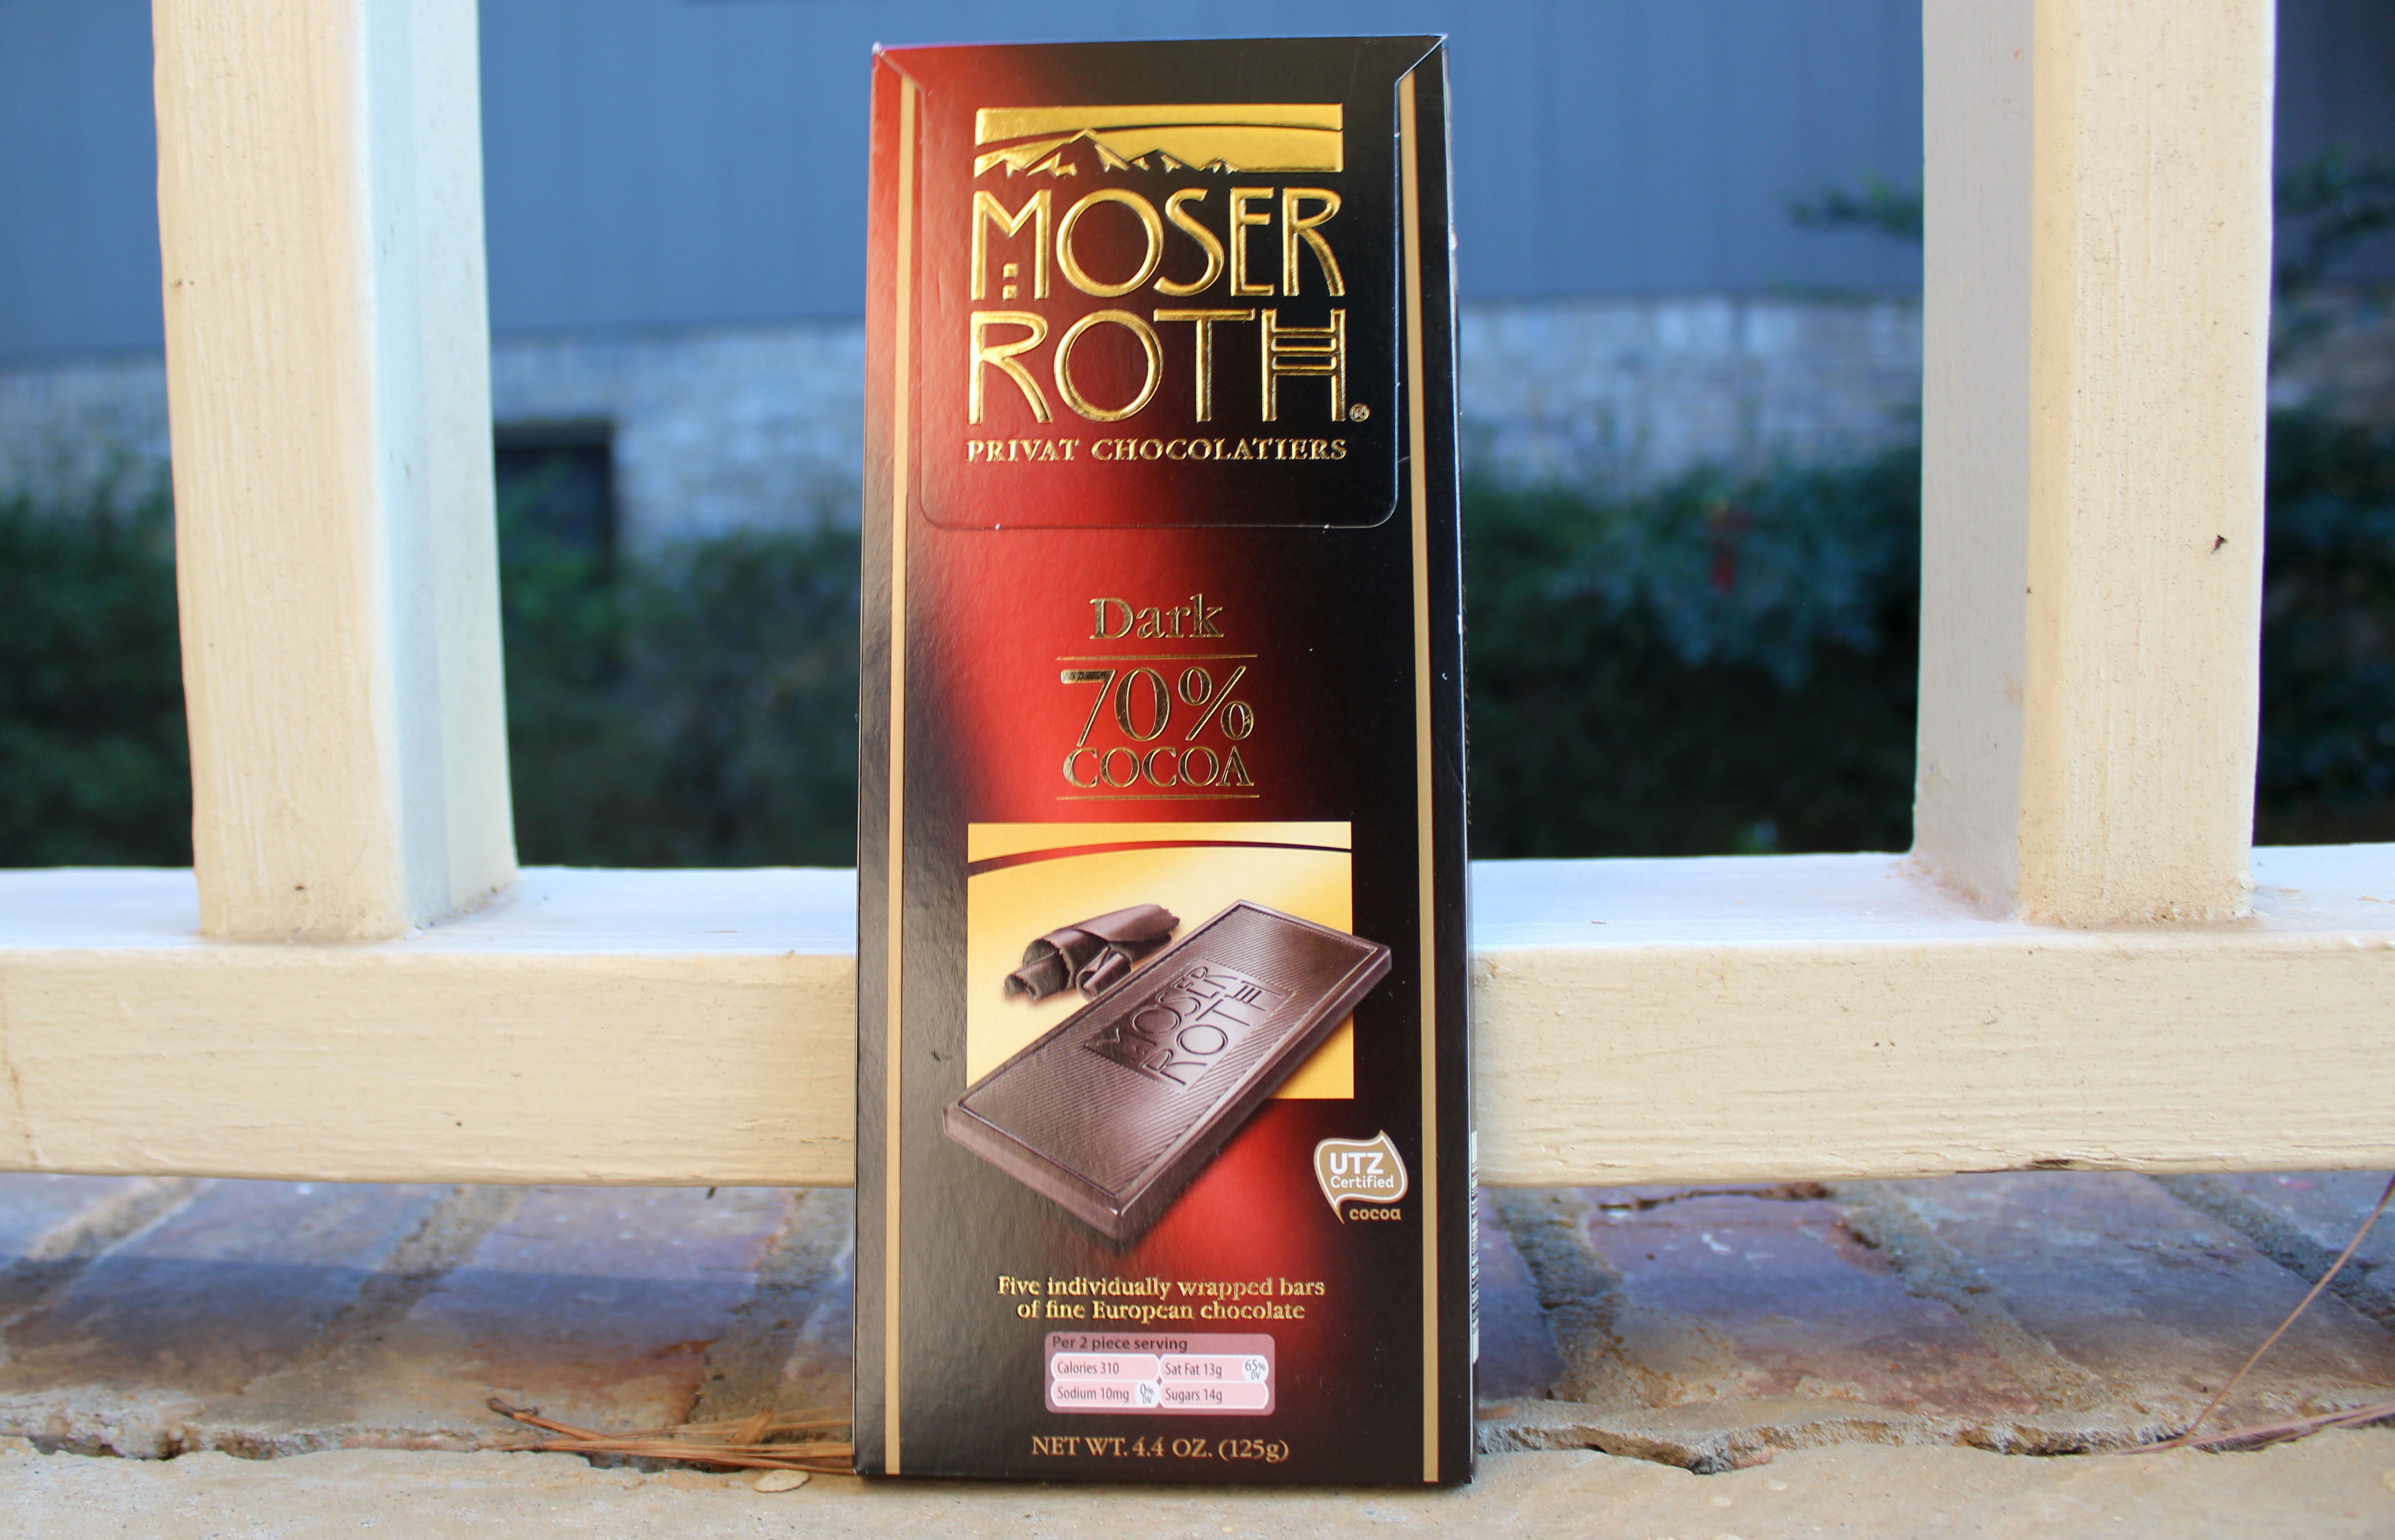 MOSER
ROTH®
PRIVAT CHOCOLATIERS
Dark
70%
COCOA
MOSER
ROTH
UTZ
Certified
cocoa
Five individually wrapped bars
of fine European chocolate
Per 2 piece serving
Calories 310 Sat Fat 13g 65% DV
Sodium 10mg 0% DV Sugars 14g
NET WT. 4.4 OZ. (125g)